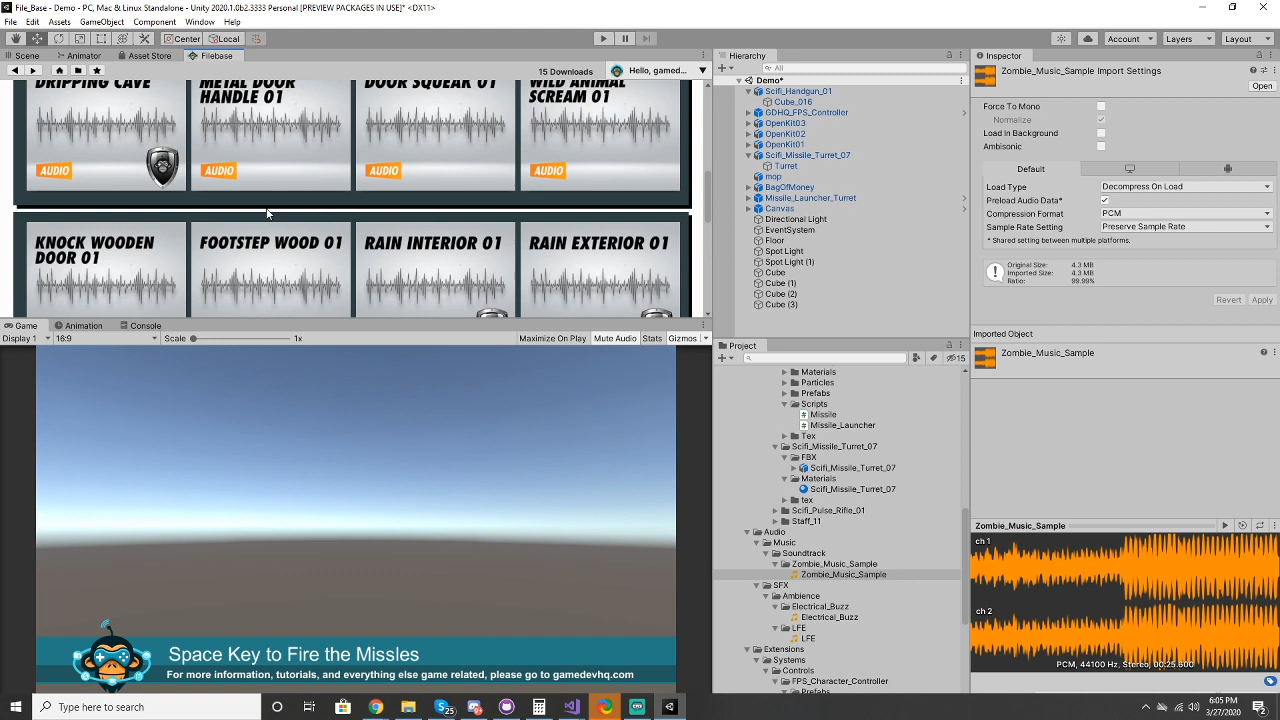 File_Base - Demo - PC, Mac & Linux Standalone - Unity 2020.1.0b2.3333 Personal [PREVIEW PACKAGES IN USE]* <DX11>
File Edit Assets GameObject Component Window Help
Center Local Account Layers Layout
Scene Animator Asset Store Filebase
15 Downloads Hello, gamed...
DRIPPING CAVE
METAL DOOR
HANDLE 01
DOOR SQUEAK 01
WILD ANIMAL
SCREAM 01
AUDIO AUDIO AUDIO AUDIO
KNOCK WOODEN
DOOR 01
FOOTSTEP WOOD 01
RAIN INTERIOR 01
RAIN EXTERIOR 01
Game Animation Console
Display 1 16:9 Scale 1x Maximize On Play Mute Audio Stats Gizmos
Space Key to Fire the Missles
For more information, tutorials, and everything else game related, please go to gamedevhq.com
Hierarchy
All
Demo*
Scifi_Handgun_01
Cube_016
GDHQ_FPS_Controller
OpenKit03
OpenKit02
OpenKit01
Scifi_Missile_Turret_07
Turret
mop
BagOfMoney
Missile_Launcher_Turret
Canvas
Directional Light
EventSystem
Floor
Spot Light
Spot Light (1)
Cube
Cube (1)
Cube (2)
Cube (3)
Project
15
Materials
Particles
Prefabs
Scripts
Missile
Missile_Launcher
Tex
Scifi_Missile_Turret_07
FBX
Scifi_Missile_Turret_07
Materials
Scifi_Missile_Turret_07
tex
Scifi_Pulse_Rifle_01
Staff_11
Audio
Music
Soundtrack
Zombie_Music_Sample
Zombie_Music_Sample
SFX
Ambience
Electrical_Buzz
Electrical_Buzz
LFE
LFE
Extensions
Systems
Controls
FPS_Character_Controller
Prefabs
Inspector
Zombie_Music_Sample Import Settings
Open
Force To Mono
Normalize
Load In Background
Ambisonic
Default
Load Type Decompress On Load
Preload Audio Data*
Compression Format PCM
Sample Rate Setting Preserve Sample Rate
* Shared setting between multiple platforms.
Original Size: 4.3 MB
Imported Size: 4.3 MB
Ratio: 99.99%
Revert Apply
Imported Object
Zombie_Music_Sample
Zombie_Music_Sample
ch 1
ch 2
PCM, 44100 Hz, Stereo, 00:25.600
Type here to search
25
6:05 PM
3/27/2020
2